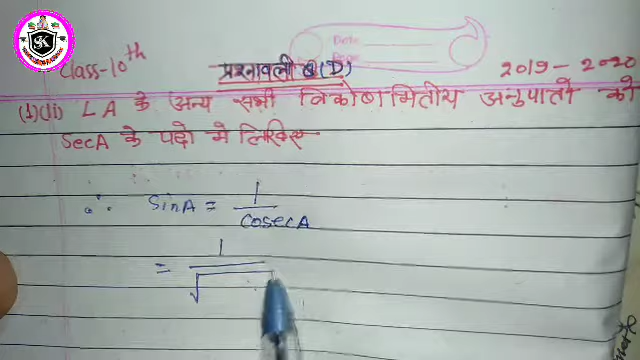 Class-10th
प्रश्नावली 8(D)
2019-2020
(1)(ii) LA के अन्य सभी त्रिकोणमितीय अनुपातों को
SecA के पदों में लिखिए
∵ SinA = 1/CosecA
= 1/√